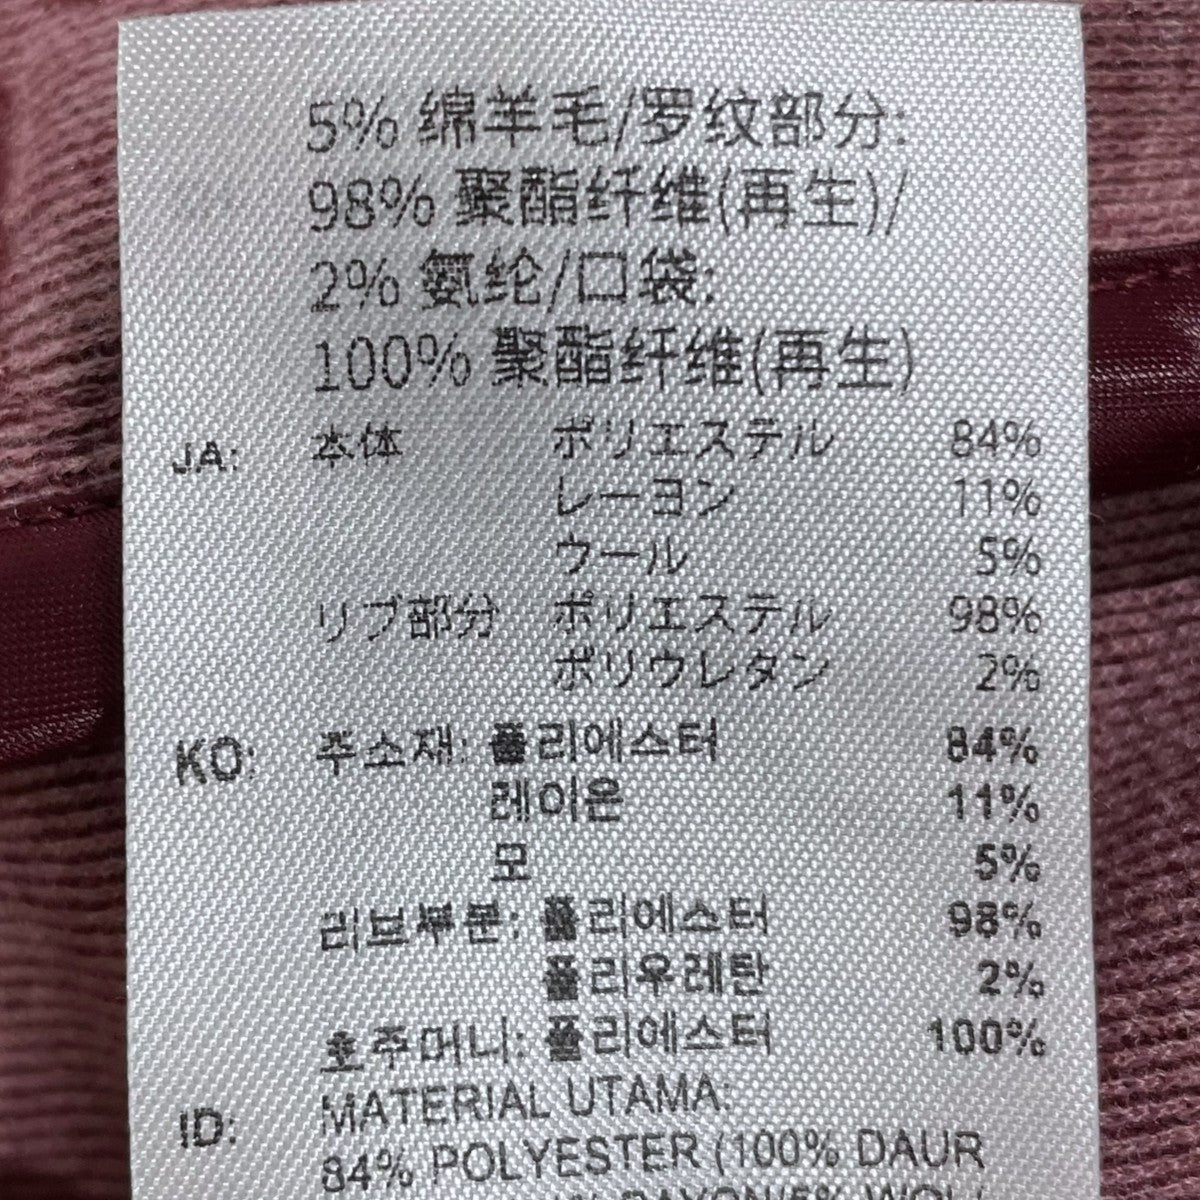 5% 绵羊毛/罗纹部分:
98% 聚酯纤维(再生)/
2% 氨纶/口袋:
100% 聚酯纤维(再生)
JA: 本体 ポリエステル 84%
レーヨン 11%
ウール 5%
リブ部分 ポリエステル 98%
ポリウレタン 2%
KO: 주소재: 폴리에스터 84%
레이온 11%
모 5%
리브부분: 폴리에스터 98%
폴리우레탄 2%
호주머니: 폴리에스터 100%
ID: MATERIAL UTAMA:
84% POLYESTER (100% DAUR